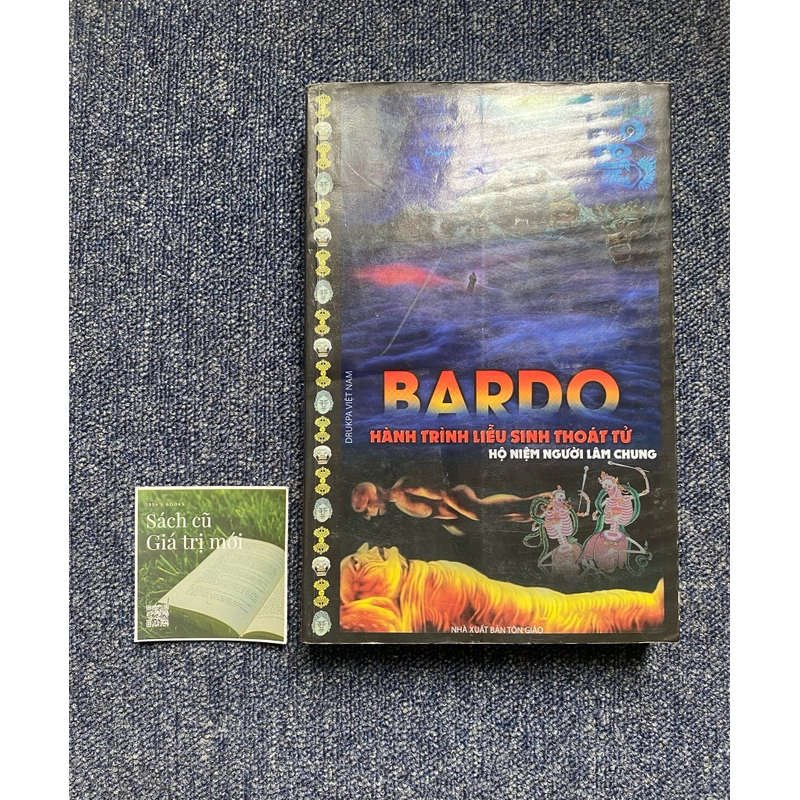 DRUKPA VIỆT NAM
BARDO
HÀNH TRÌNH LIỄU SINH THOÁT TỬ
HỘ NIỆM NGƯỜI LÂM CHUNG
NHÀ XUẤT BẢN TÔN GIÁO
Sách cũ
Giá trị mới